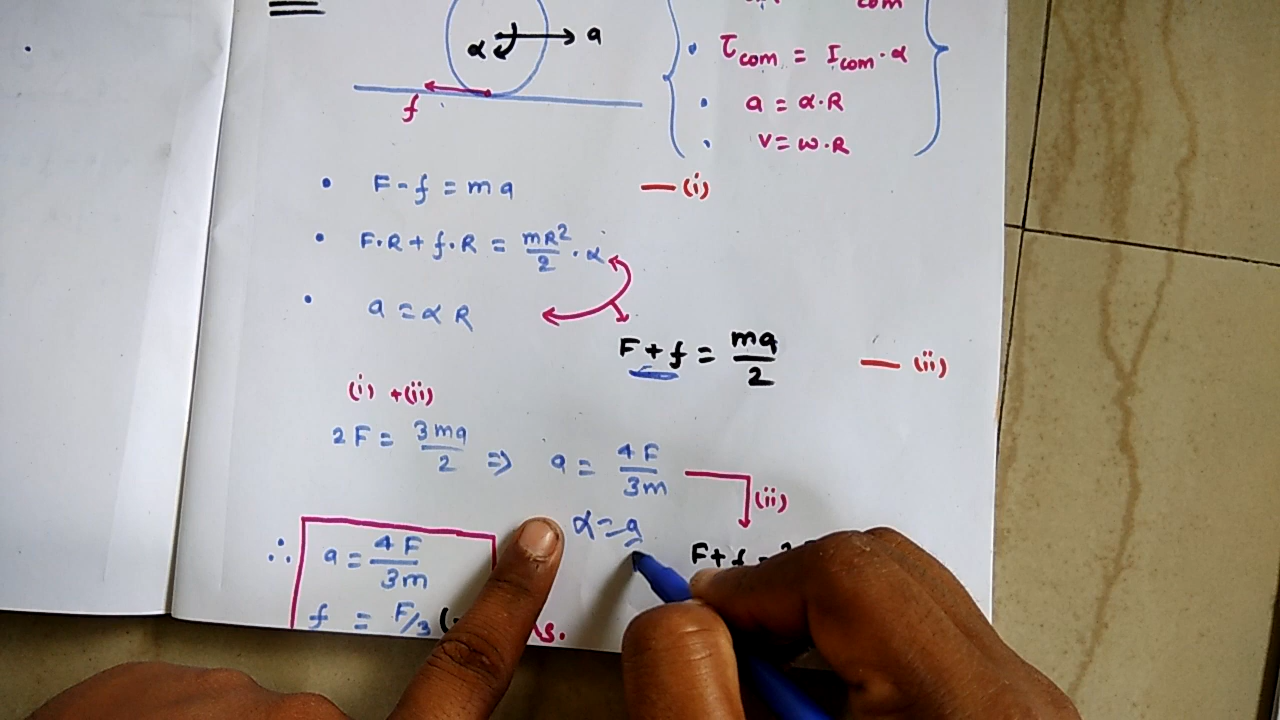 com
α a
τcom = Icom · α
f
• a = α · R
• v = ω · R
• F - f = ma — (i)
• F·R + f·R = mR²/2 · α
• a = α R
F + f = ma/2 — (ii)
(i) + (ii)
2F = 3ma/2 ⇒ a = 4F/3m
(ii)
α = a
F + f =
∴ a = 4F/3m
f = F/3 (
s.